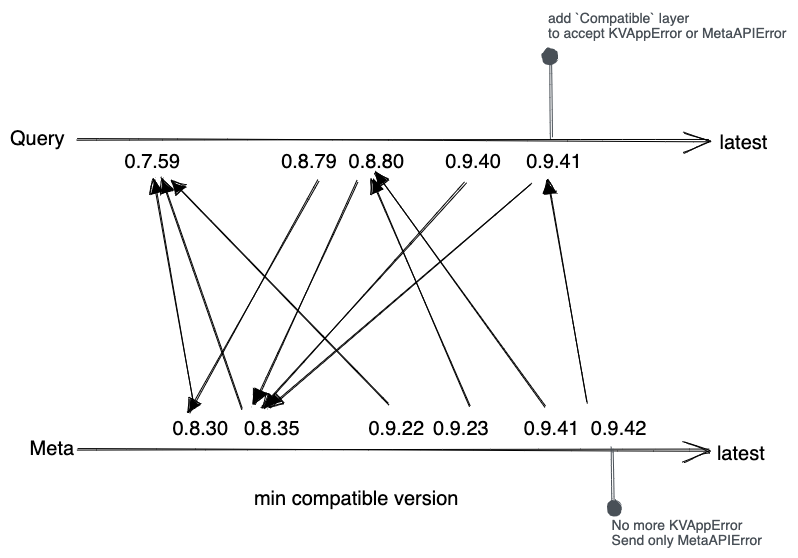 add `Compatible` layer
to accept KVAppError or MetaAPIError
Query
latest
0.7.59
0.8.79
0.8.80
0.9.40
0.9.41
0.8.30
0.8.35
0.9.22
0.9.23
0.9.41
0.9.42
Meta
latest
min compatible version
No more KVAppError
Send only MetaAPIError